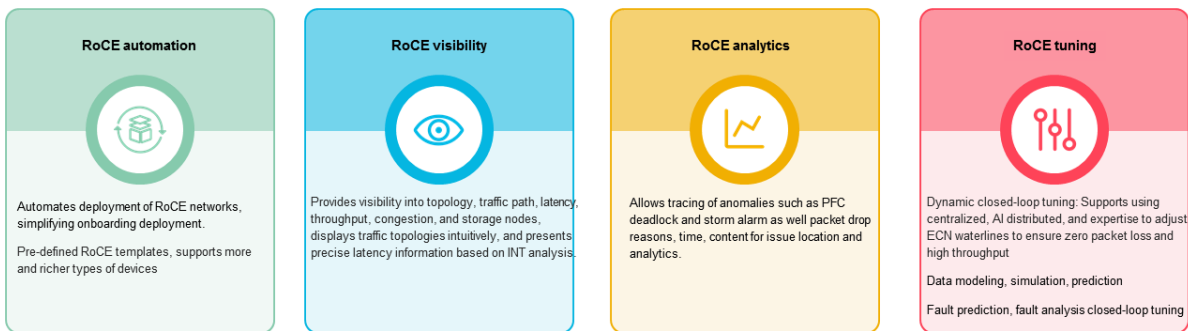 RoCE automation
Automates deployment of RoCE networks,
simplifying onboarding deployment.
Pre-defined RoCE templates, supports more
and richer types of devices
RoCE visibility
Provides visibility into topology, traffic path, latency,
throughput, congestion, and storage nodes,
displays traffic topologies intuitively, and presents
precise latency information based on INT analysis.
RoCE analytics
Allows tracing of anomalies such as PFC
deadlock and storm alarm as well packet drop
reasons, time, content for issue location and
analytics.
RoCE tuning
Dynamic closed-loop tuning: Supports using
centralized, AI distributed, and expertise to adjust
ECN waterlines to ensure zero packet loss and
high throughput
Data modeling, simulation, prediction
Fault prediction, fault analysis closed-loop tuning